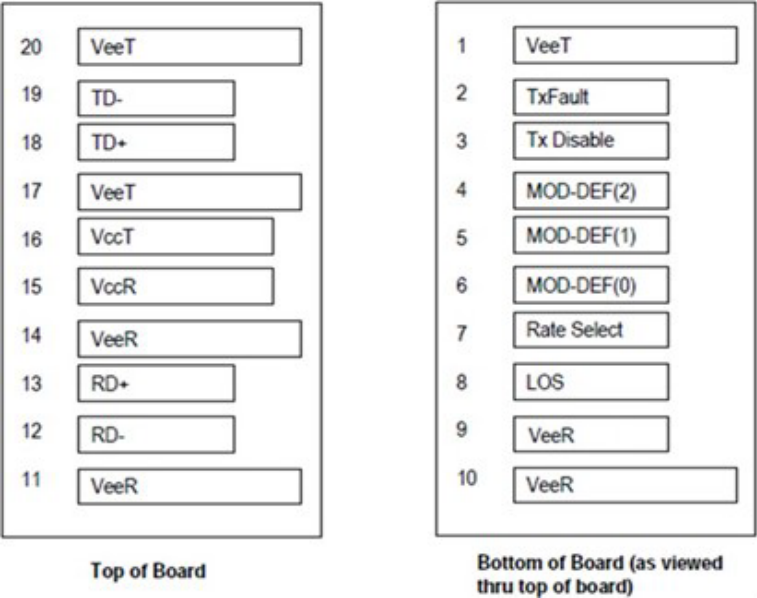 20 VeeT
19 TD-
18 TD+
17 VeeT
16 VccT
15 VccR
14 VeeR
13 RD+
12 RD-
11 VeeR
Top of Board
1 VeeT
2 TxFault
3 Tx Disable
4 MOD-DEF(2)
5 MOD-DEF(1)
6 MOD-DEF(0)
7 Rate Select
8 LOS
9 VeeR
10 VeeR
Bottom of Board (as viewed
thru top of board)